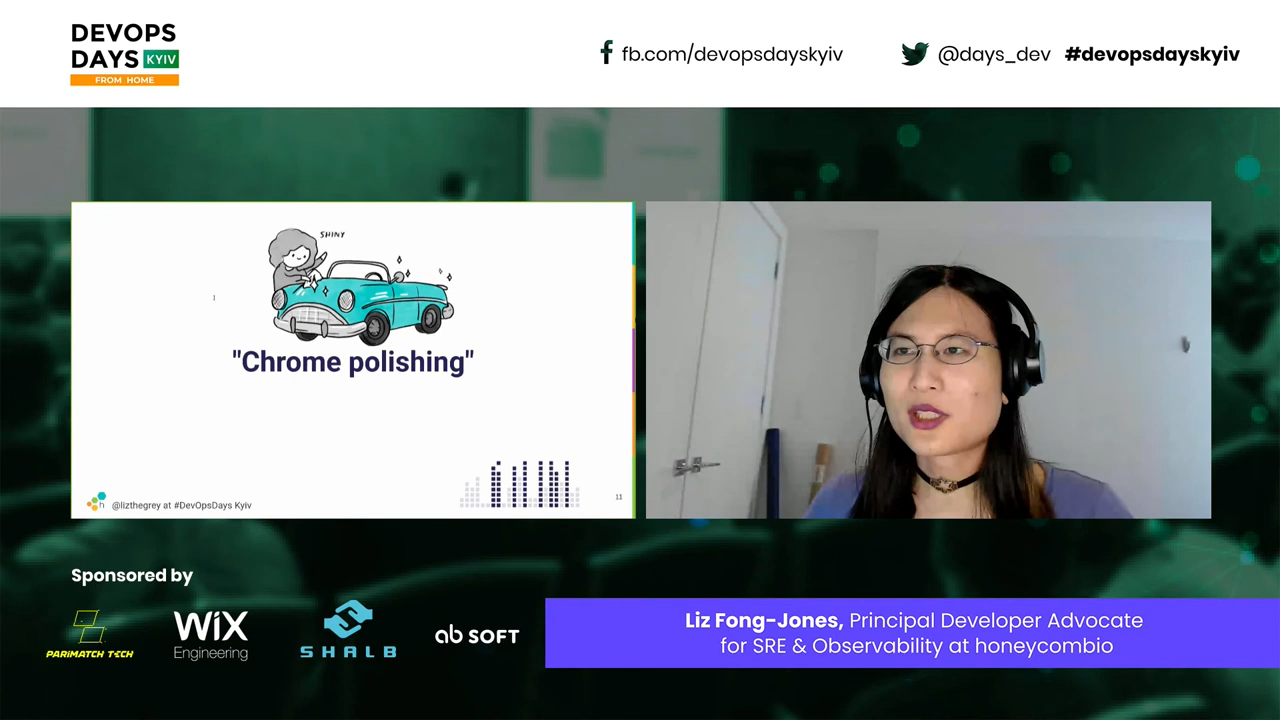 DEVOPS
DAYS KYIV
FROM HOME
fb.com/devopsdayskyiv
@days_dev #devopsdayskyiv
SHINY
"Chrome polishing"
h @lizthegrey at #DevOpsDays Kyiv
11
Sponsored by
PARIMATCH TECH
WiX
Engineering
SHALB
ab SOFT
Liz Fong-Jones, Principal Developer Advocate
for SRE & Observability at honeycombio